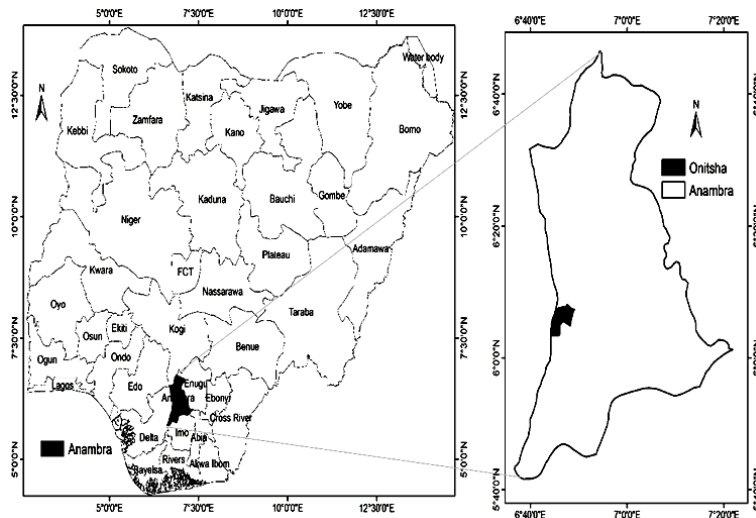 5°0'0"E 7°30'0"E 10°0'0"E 12°30'0"E
12°30'0"N
10°0'0"N
7°30'0"N
5°0'0"N
N
Sokoto
Water body
Katsina
Yobe
Jigawa
Kebbi
Zamfara
Kano
Borno
Kaduna
Bauchi
Gombe
Niger
Adamawa
Plateau
Kwara
FCT
Nassarawa
Oyo
Taraba
Ekiti
Kogi
Osun
Benue
Ogun
Ondo
Lagos
Edo
Enugu
Anambra
Ebonyi
Cross River
Delta
Imo
Abia
Rivers
Bayelsa
Akwa Ibom
Anambra
5°0'0"E 7°30'0"E 10°0'0"E 12°30'0"E
6°40'0"E 7°0'0"E 7°20'0"E
6°40'0"N
6°20'0"N
6°0'0"N
5°40'0"N
N
Onitsha
Anambra
6°40'0"E 7°0'0"E 7°20'0"E